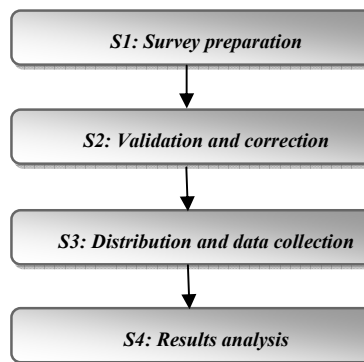 S1: Survey preparation
S2: Validation and correction
S3: Distribution and data collection
S4: Results analysis